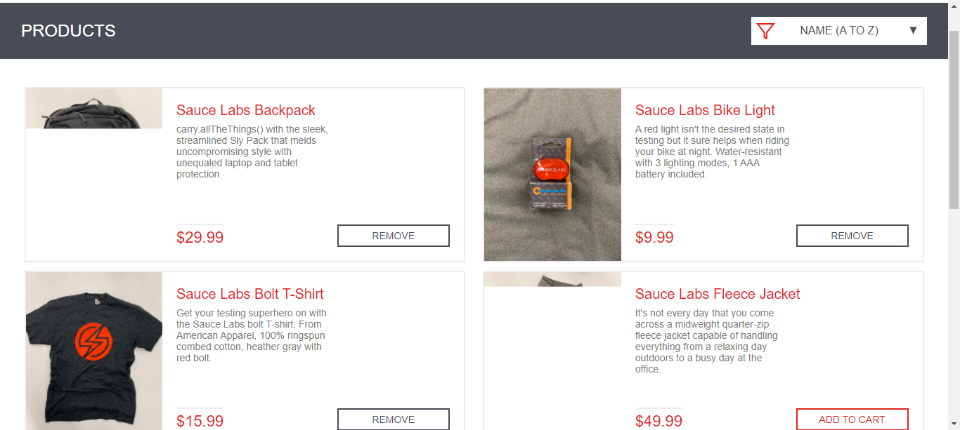 PRODUCTS
NAME (A TO Z)
Sauce Labs Backpack
carry.allTheThings() with the sleek,
streamlined Sly Pack that melds
uncompromising style with
unequaled laptop and tablet
protection.
$29.99
REMOVE
Sauce Labs Bike Light
A red light isn't the desired state in
testing but it sure helps when riding
your bike at night. Water-resistant
with 3 lighting modes, 1 AAA
battery included.
$9.99
REMOVE
Sauce Labs Bolt T-Shirt
Get your testing superhero on with
the Sauce Labs bolt T-shirt. From
American Apparel, 100% ringspun
combed cotton, heather gray with
red bolt.
$15.99
REMOVE
Sauce Labs Fleece Jacket
It's not every day that you come
across a midweight quarter-zip
fleece jacket capable of handling
everything from a relaxing day
outdoors to a busy day at the
office.
$49.99
ADD TO CART